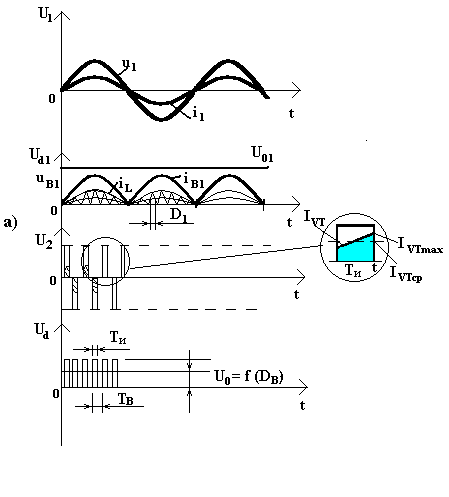 U1
u1
0
i1
t
Ud1
U01
uB1
iL
iB1
0
D1
t
а)
U2
IVT
IVTmax
TИ
t
IVTср
0
t
Ud
TИ
U0 = f (DB)
0
TB
t